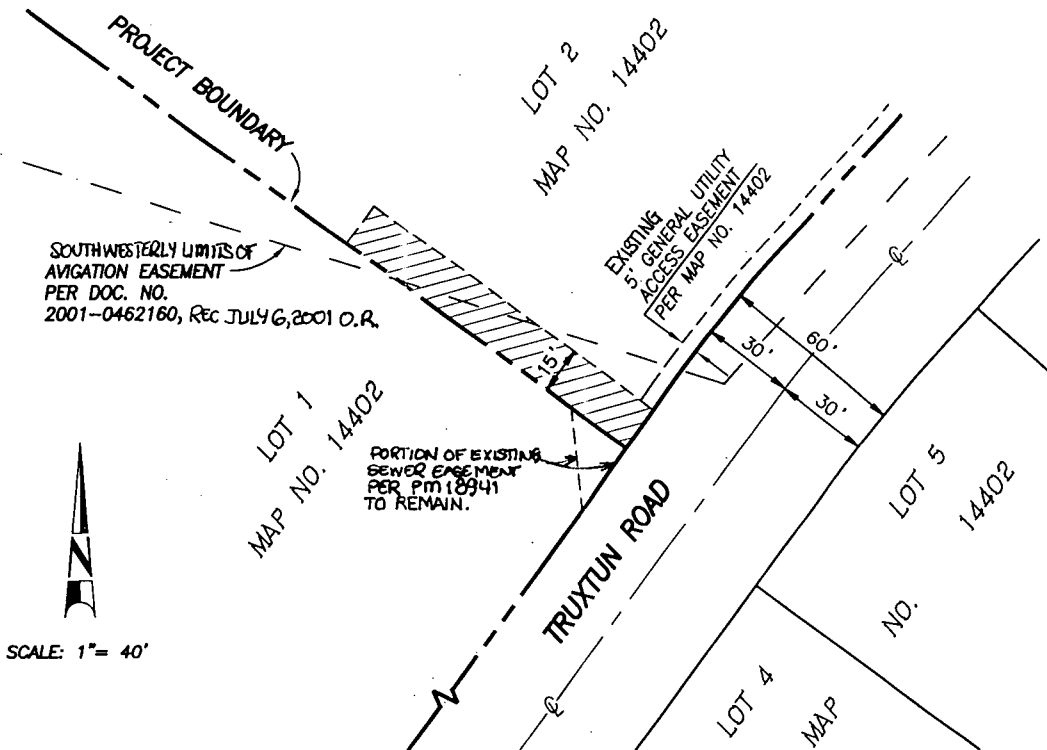 PROJECT BOUNDARY
LOT 2
MAP NO. 14402
SOUTHWESTERLY LIMITS OF
AVIGATION EASEMENT
PER DOC. NO.
2001-0462160, REC JULY 6, 2001 O.R.
EXISTING
5' GENERAL UTILITY
ACCESS EASEMENT
PER MAP NO. 14402
15'
30'
60'
30'
LOT 1
MAP NO. 14402
PORTION OF EXISTING
SEWER EASEMENT
PER PM 18941
TO REMAIN.
TRUXTUN ROAD
LOT 5
14402
NO.
LOT 4
MAP
N
SCALE: 1"= 40'
℄
℄